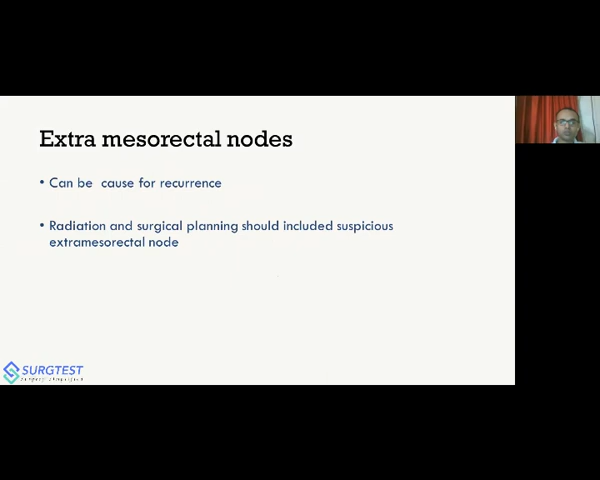 Extra mesorectal nodes
• Can be cause for recurrence
• Radiation and surgical planning should included suspicious
extramesorectal node
SURGTEST